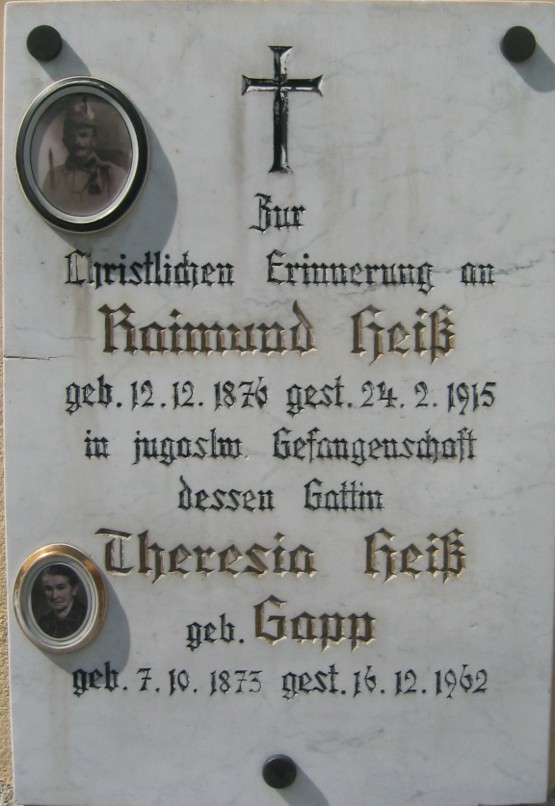 Zur
Christlichen Erinnerung an
Raimund Heiß
geb. 12. 12. 1876 gest. 24. 2. 1915
in jugoslw. Gefangenschaft
dessen Gattin
Theresia Heiß
geb. Gapp
geb. 7. 10. 1873 gest. 16. 12. 1962